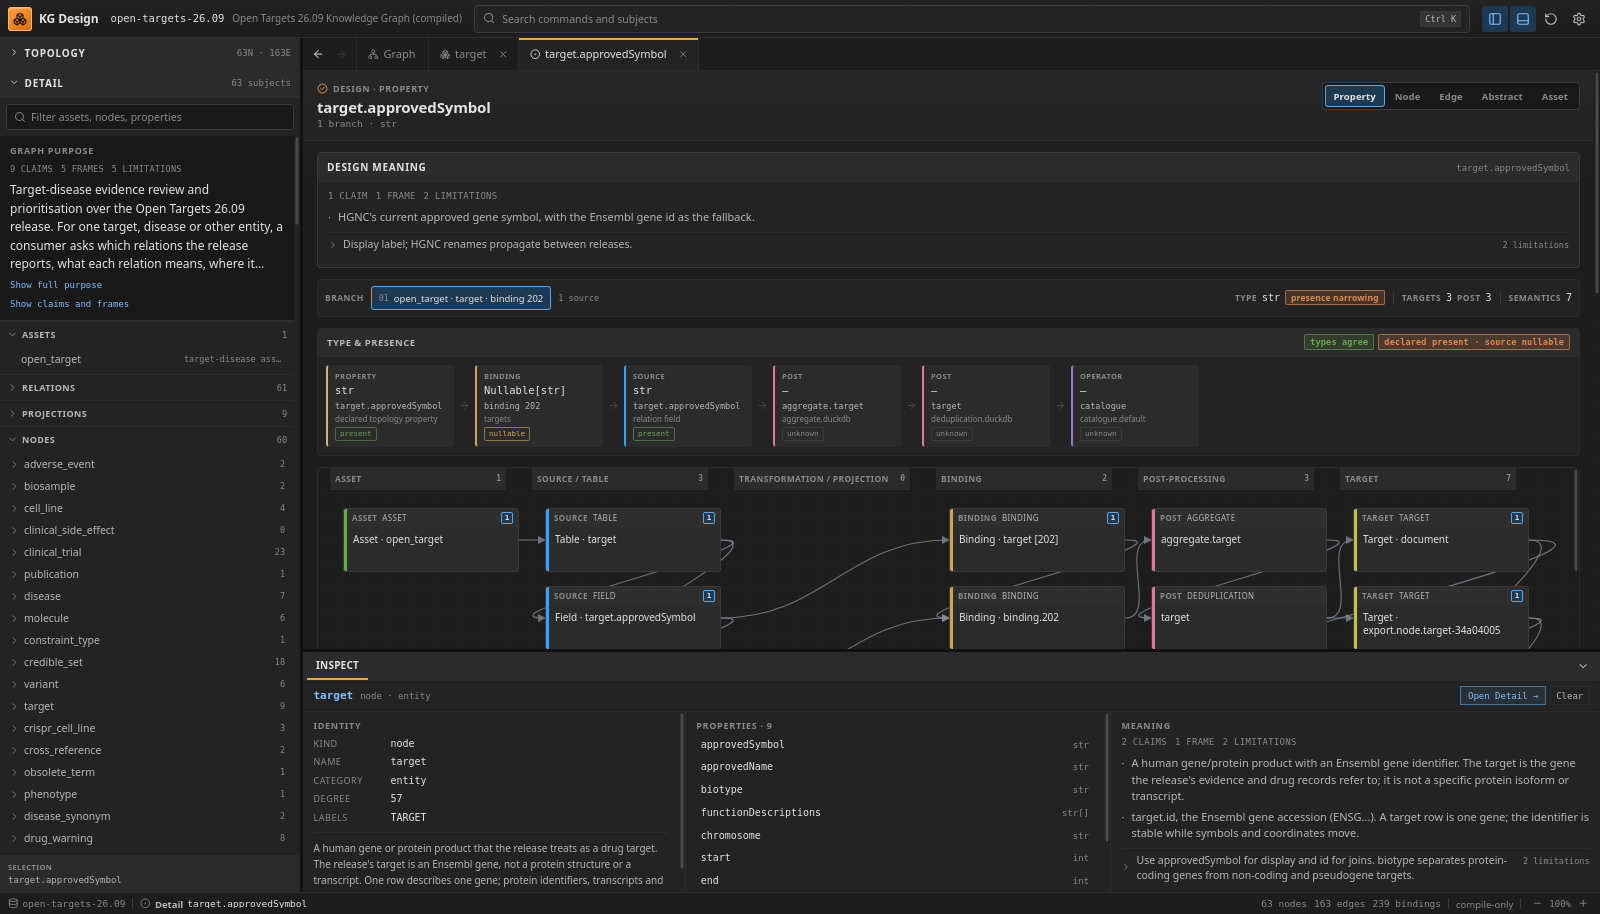 KG Design open-targets-26.09 Open Targets 26.09 Knowledge Graph (compiled)
Search commands and subjects Ctrl K
TOPOLOGY 63N · 163E
DETAIL 63 subjects
Filter assets, nodes, properties
GRAPH PURPOSE
9 CLAIMS 5 FRAMES 5 LIMITATIONS
Target-disease evidence review and
prioritisation over the Open Targets 26.09
release. For one target, disease or other entity, a
consumer asks which relations the release
reports, what each relation means, where it…
Show full purpose
Show claims and frames
ASSETS 1
open_target target-disease ass…
RELATIONS 61
PROJECTIONS 9
NODES 60
adverse_event 2
biosample 2
cell_line 4
clinical_side_effect 0
clinical_trial 23
publication 1
disease 7
molecule 6
constraint_type 1
credible_set 18
variant 6
target 9
crispr_cell_line 3
cross_reference 2
obsolete_term 1
phenotype 1
disease_synonym 2
drug_warning 8
SELECTION
target.approvedSymbol
Graph target target.approvedSymbol
DESIGN · PROPERTY
target.approvedSymbol
1 branch · str
Property Node Edge Abstract Asset
DESIGN MEANING target.approvedSymbol
1 CLAIM 1 FRAME 2 LIMITATIONS
· HGNC's current approved gene symbol, with the Ensembl gene id as the fallback.
Display label; HGNC renames propagate between releases. 2 limitations
BRANCH 01 open_target · target · binding 202 1 source TYPE str presence narrowing TARGETS 3 POST 3 SEMANTICS 7
TYPE & PRESENCE types agree declared present · source nullable
PROPERTY
str
target.approvedSymbol
declared topology property
present
BINDING
Nullable[str]
binding 202
targets
nullable
SOURCE
str
target.approvedSymbol
relation field
present
POST
—
aggregate.target
aggregate.duckdb
unknown
POST
—
target
deduplication.duckdb
unknown
OPERATOR
—
catalogue
catalogue.default
unknown
ASSET 1 SOURCE / TABLE 3 TRANSFORMATION / PROJECTION 0 BINDING 2 POST-PROCESSING 3 TARGET 7
ASSET ASSET
Asset · open_target
SOURCE TABLE 1
Table · target
BINDING BINDING 1
Binding · target [202]
POST AGGREGATE
aggregate.target
TARGET TARGET 1
Target · document
SOURCE FIELD 1
Field · target.approvedSymbol
BINDING BINDING
Binding · binding.202
POST DEDUPLICATION
target
TARGET TARGET 1
Target ·
export.node.target-34a04005
INSPECT
target node · entity Open Detail → Clear
IDENTITY
KIND node
NAME target
CATEGORY entity
DEGREE 57
LABELS TARGET
A human gene or protein product that the release treats as a drug target.
The release's target is an Ensembl gene, not a protein structure or a
transcript. One row describes one gene; protein identifiers, transcripts and
PROPERTIES · 9
approvedSymbol str
approvedName str
biotype str
functionDescriptions str[]
chromosome str
start int
end int
MEANING
2 CLAIMS 1 FRAME 2 LIMITATIONS
· A human gene/protein product with an Ensembl gene identifier. The target is the gene
the release's evidence and drug records refer to; it is not a specific protein isoform or
transcript.
· target.id, the Ensembl gene accession (ENSG…). A target row is one gene; the identifier is
stable while symbols and coordinates move.
Use approvedSymbol for display and id for joins. biotype separates protein-
coding genes from non-coding and pseudogene targets. 2 limitations
open-targets-26.09 Detail target.approvedSymbol 63 nodes 163 edges 239 bindings compile-only 100%